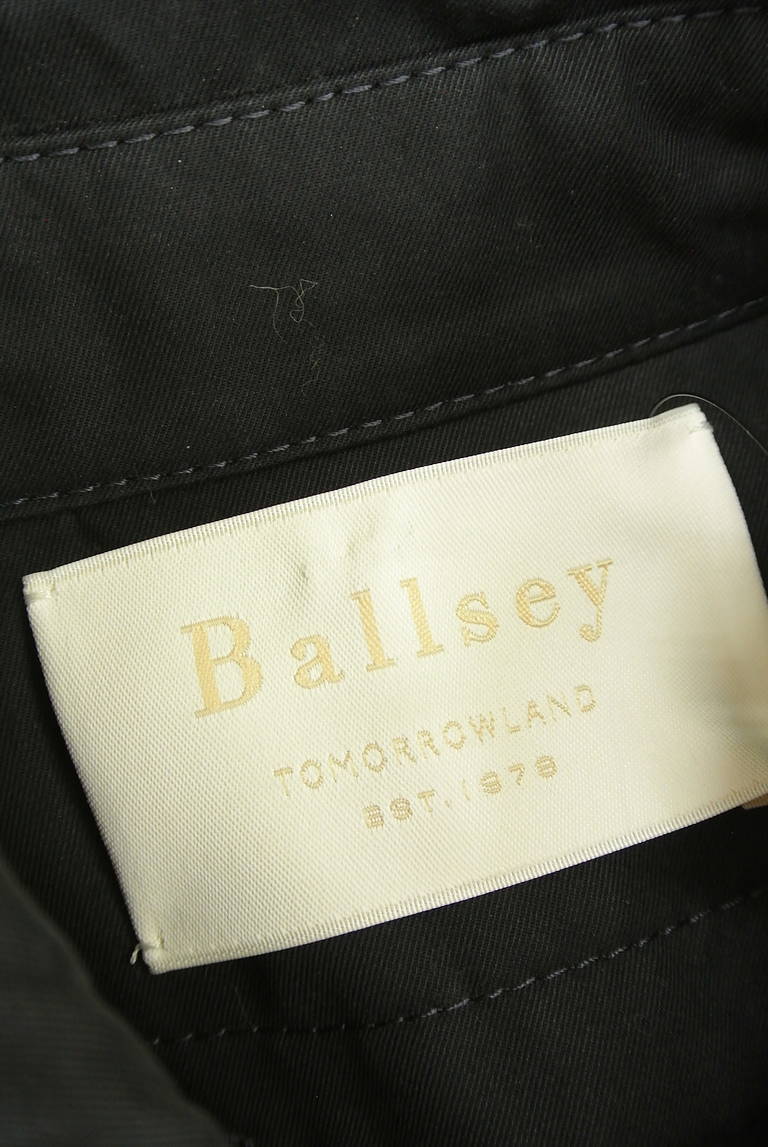 Ballsey
TOMORROWLAND
EST. 1978